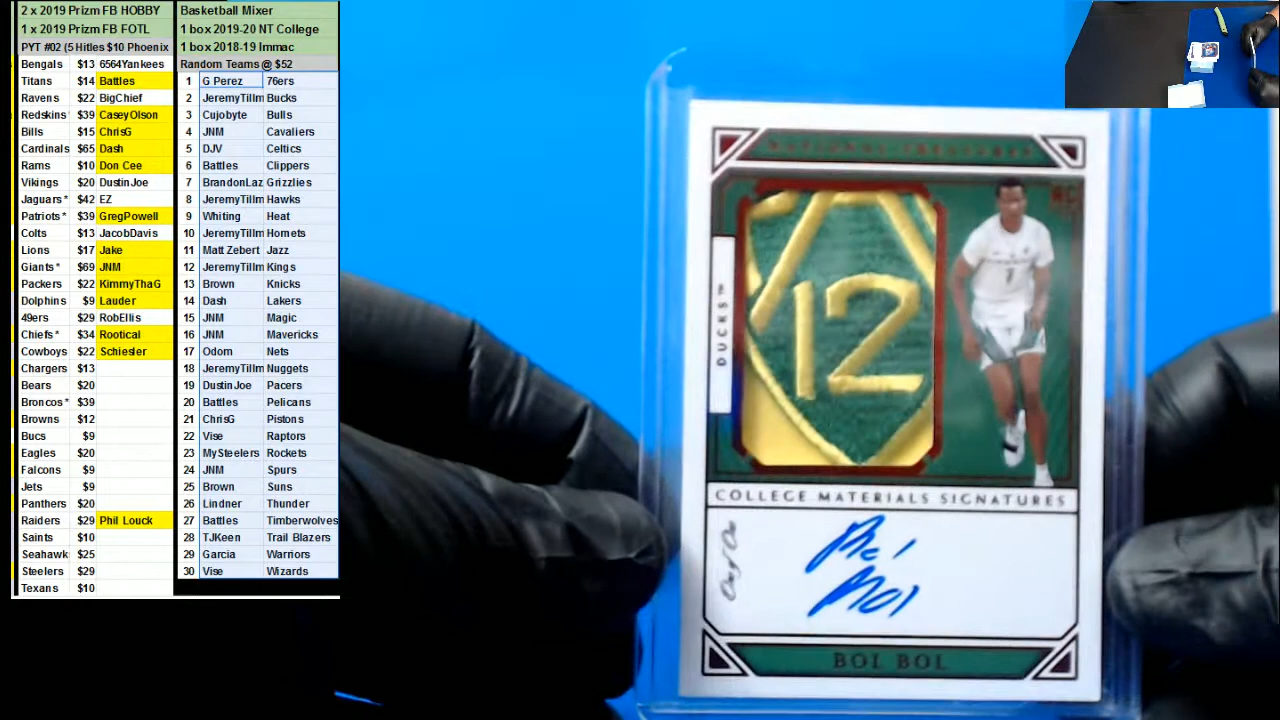 2 x 2019 Prizm FB HOBBY
1 x 2019 Prizm FB FOTL
PYT #02 (5 Hitles $10 Phoenix
Bengals $13 6564Yankees
Titans $14 Battles
Ravens $22 BigChief
Redskins $39 CaseyOlson
Bills $15 ChrisG
Cardinals $65 Dash
Rams $10 Don Cee
Vikings $20 DustinJoe
Jaguars * $42 EZ
Patriots * $39 GregPowell
Colts $13 JacobDavis
Lions $17 Jake
Giants * $69 JNM
Packers $22 KimmyThaG
Dolphins $9 Lauder
49ers $29 RobEllis
Chiefs * $34 Rootical
Cowboys $22 Schiesler
Chargers $13
Bears $20
Broncos * $39
Browns $12
Bucs $9
Eagles $20
Falcons $9
Jets $9
Panthers $20
Raiders $29 Phil Louck
Saints $10
Seahawk $25
Steelers $29
Texans $10
Basketball Mixer
1 box 2019-20 NT College
1 box 2018-19 Immac
Random Teams @ $52
1 G Perez 76ers
2 JeremyTillm Bucks
3 Cujobyte Bulls
4 JNM Cavaliers
5 DJV Celtics
6 Battles Clippers
7 BrandonLaz Grizzlies
8 JeremyTillm Hawks
9 Whiting Heat
10 JeremyTillm Hornets
11 Matt Zebert Jazz
12 JeremyTillm Kings
13 Brown Knicks
14 Dash Lakers
15 JNM Magic
16 JNM Mavericks
17 Odom Nets
18 JeremyTillm Nuggets
19 DustinJoe Pacers
20 Battles Pelicans
21 ChrisG Pistons
22 Vise Raptors
23 MySteelers Rockets
24 JNM Spurs
25 Brown Suns
26 Lindner Thunder
27 Battles Timberwolves
28 TJKeen Trail Blazers
29 Garcia Warriors
30 Vise Wizards
NATIONAL TREASURES
RC
DUCKS™
12
1
COLLEGE MATERIALS SIGNATURES
One of One
Bol
Bol
BOL BOL